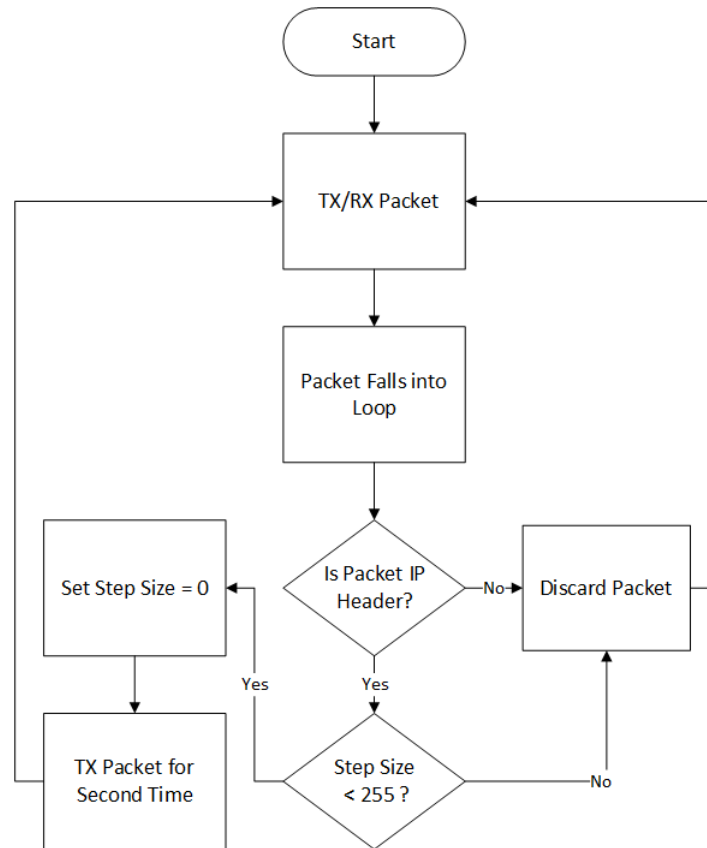 Start
TX/RX Packet
Packet Falls into
Loop
Is Packet IP
Header?
No
Discard Packet
Set Step Size = 0
Yes
Yes
Step Size
< 255 ?
No
TX Packet for
Second Time